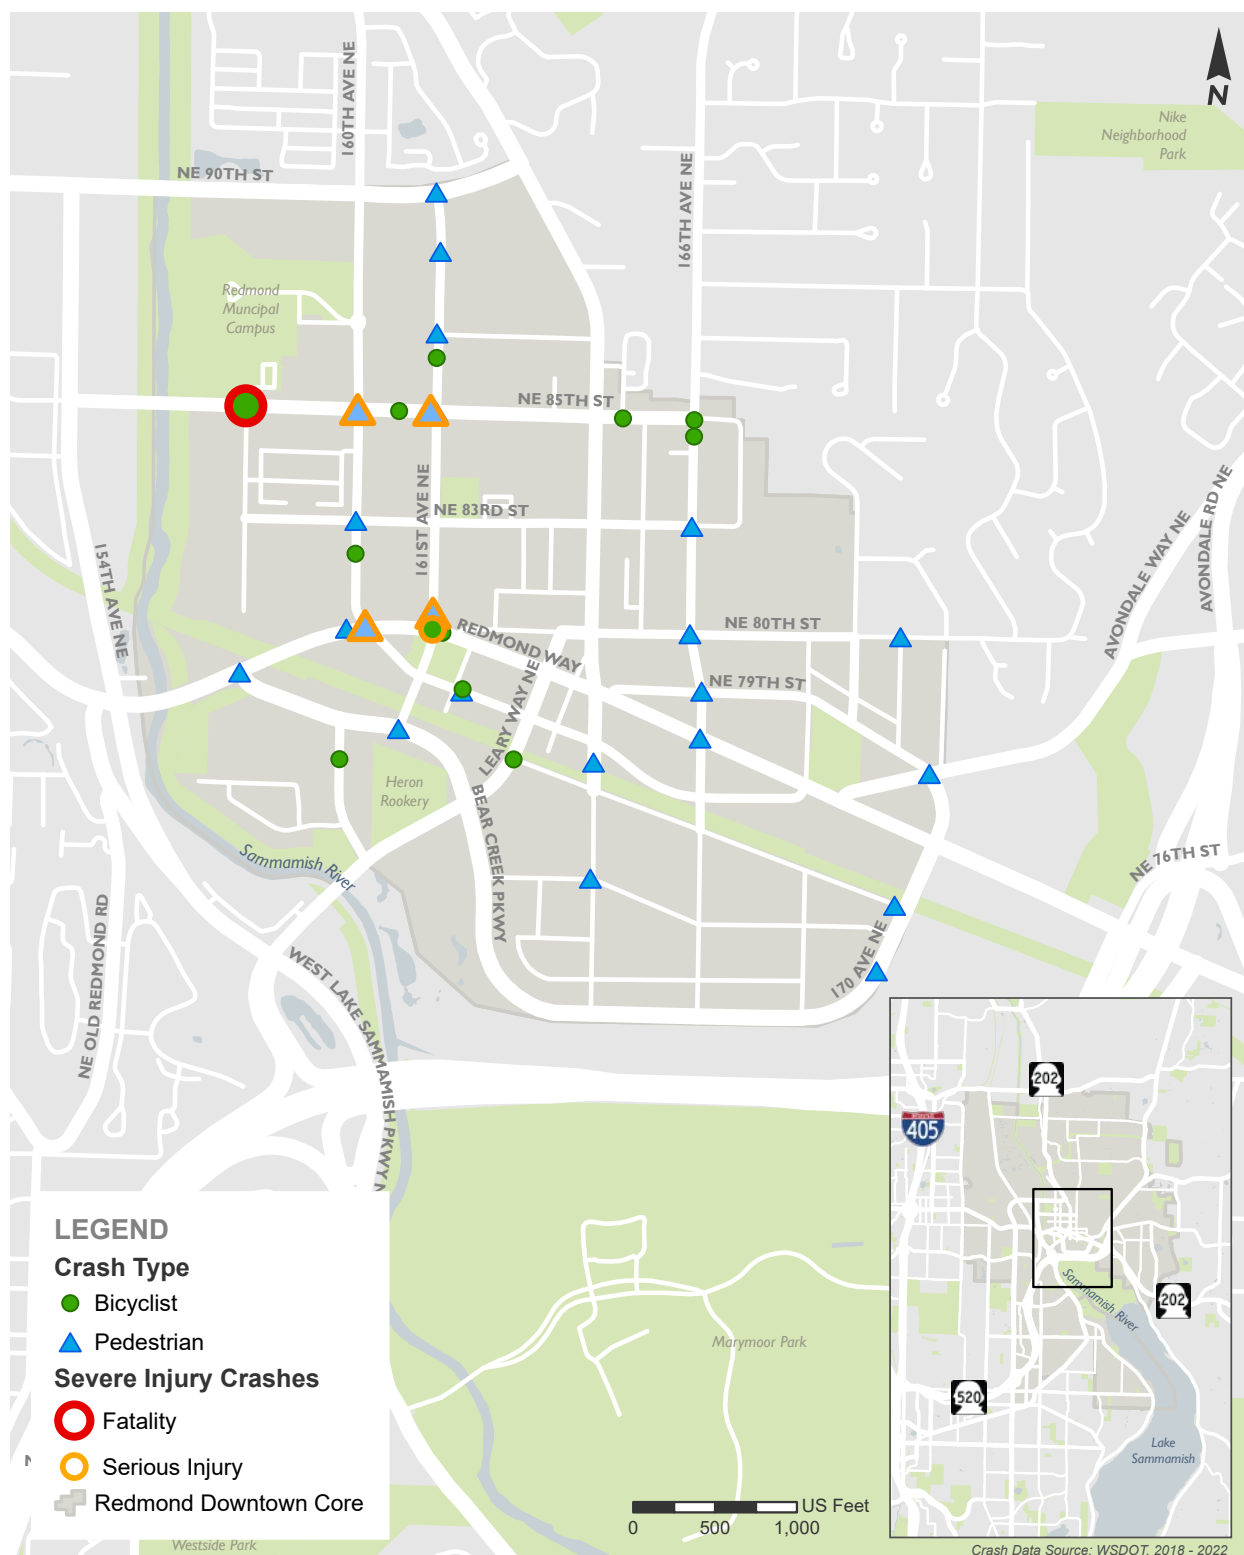 160TH AVE NE
N
Nike
Neighborhood
Park
NE 90TH ST
166TH AVE NE
Redmond
Muncipal
Campus
NE 85TH ST
161ST AVE NE
NE 83RD ST
154TH AVE NE
AVONDALE WAY NE
AVONDALE RD NE
REDMOND WAY
NE 80TH ST
NE 79TH ST
LEARY WAY NE
Heron
Rookery
BEAR CREEK PKWY
Sammamish River
NE 76TH ST
NE OLD REDMOND RD
WEST LAKE SAMMAMISH PKWY N
170 AVE NE
202
405
Sammamish River
202
520
Lake
Sammamish
Marymoor Park
LEGEND
Crash Type
Bicyclist
Pedestrian
Severe Injury Crashes
Fatality
Serious Injury
Redmond Downtown Core
N
Westside Park
US Feet
0 500 1,000
Crash Data Source: WSDOT, 2018 - 2022